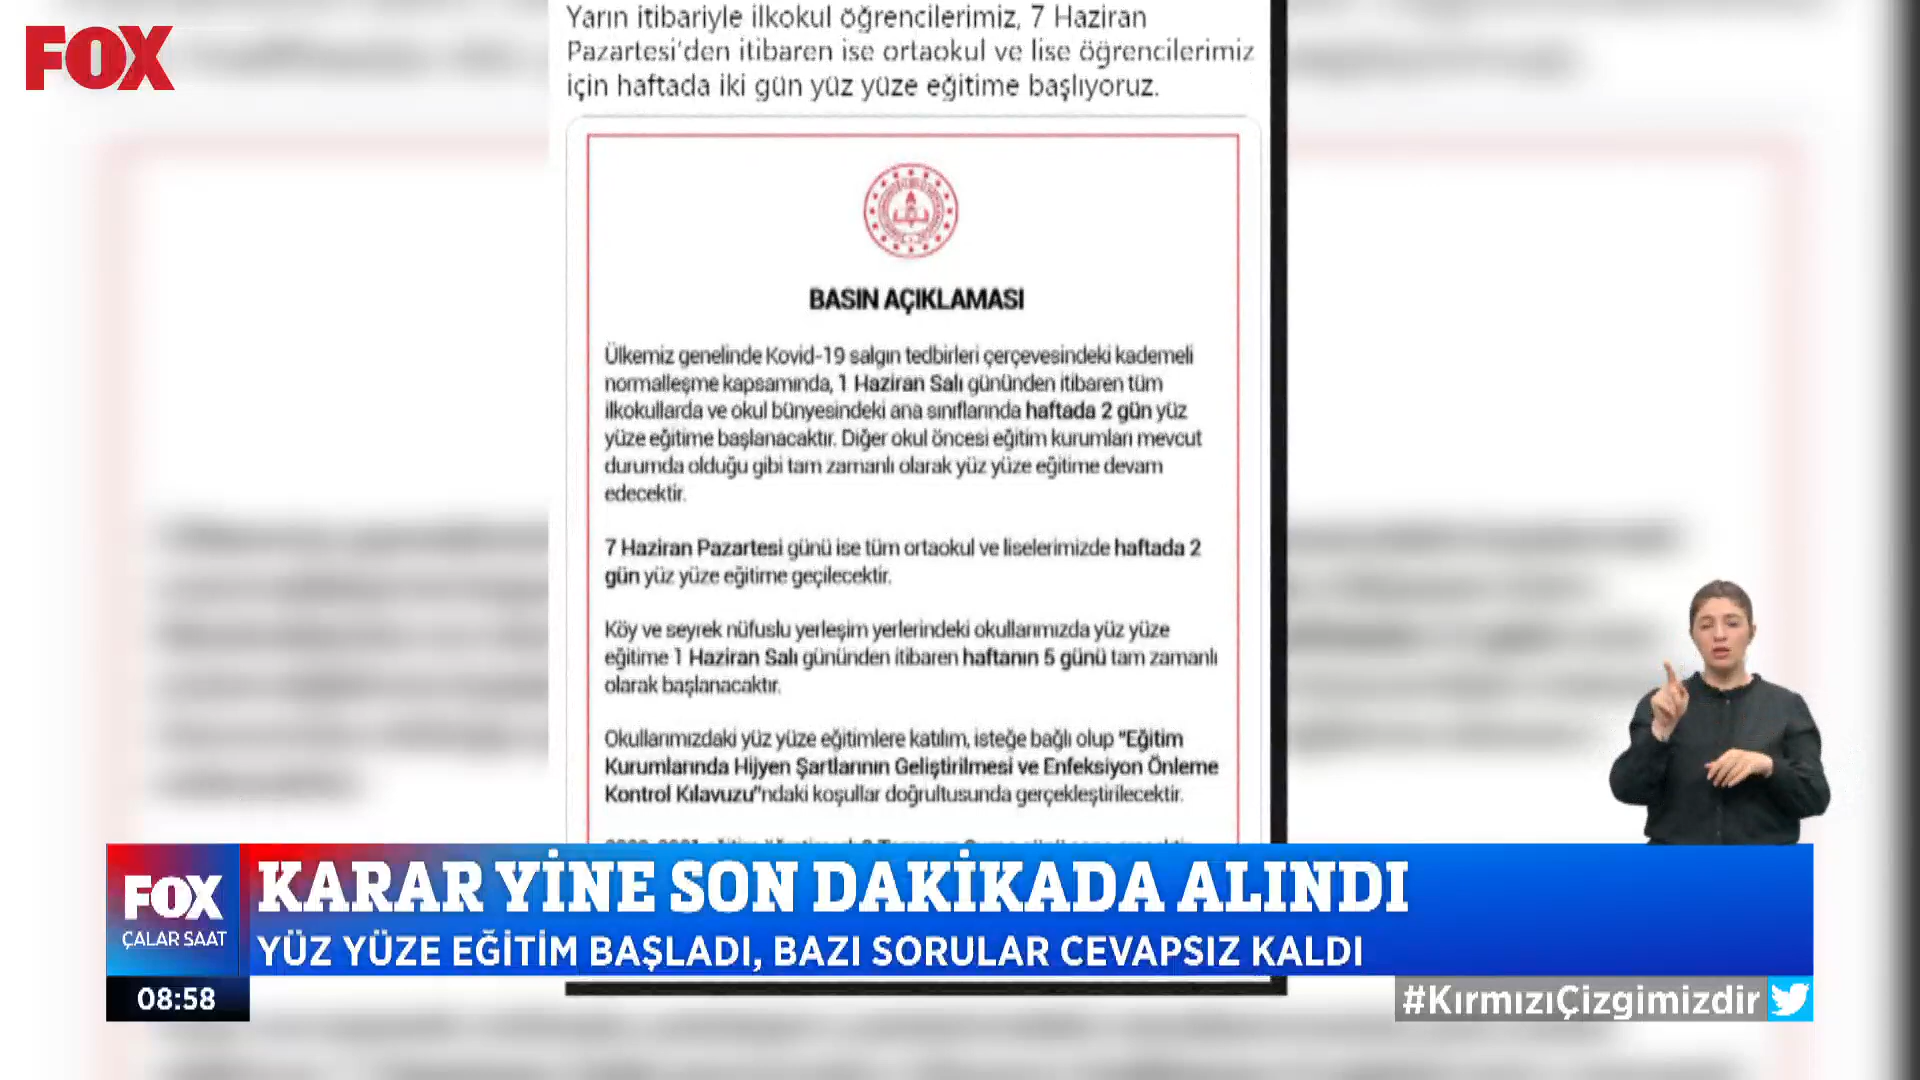 FOX
Yarın itibariyle ilkokul öğrencilerimiz, 7 Haziran
Pazartesi'den itibaren ise ortaokul ve lise öğrencilerimiz
için haftada iki gün yüz yüze eğitime başlıyoruz.
BASIN AÇIKLAMASI
Ülkemiz genelinde Kovid-19 salgın tedbirleri çerçevesindeki kademeli
normalleşme kapsamında, 1 Haziran Salı gününden itibaren tüm
ilkokullarda ve okul bünyesindeki ana sınıflarında haftada 2 gün yüz
yüze eğitime başlanacaktır. Diğer okul öncesi eğitim kurumları mevcut
durumda olduğu gibi tam zamanlı olarak yüz yüze eğitime devam
edecektir.
7 Haziran Pazartesi günü ise tüm ortaokul ve liselerimizde haftada 2
gün yüz yüze eğitime geçilecektir.
Köy ve seyrek nüfuslu yerleşim yerlerindeki okullarımızda yüz yüze
eğitime 1 Haziran Salı gününden itibaren haftanın 5 günü tam zamanlı
olarak başlanacaktır.
Okullarımızdaki yüz yüze eğitimlere katılım, isteğe bağlı olup "Eğitim
Kurumlarında Hijyen Şartlarının Geliştirilmesi ve Enfeksiyon Önleme
Kontrol Kılavuzu"ndaki koşullar doğrultusunda gerçekleştirilecektir.
FOX
ÇALAR SAAT
KARAR YİNE SON DAKİKADA ALINDI
YÜZ YÜZE EĞİTİM BAŞLADI, BAZI SORULAR CEVAPSIZ KALDI
08:58
#KırmızıÇizgimizdir